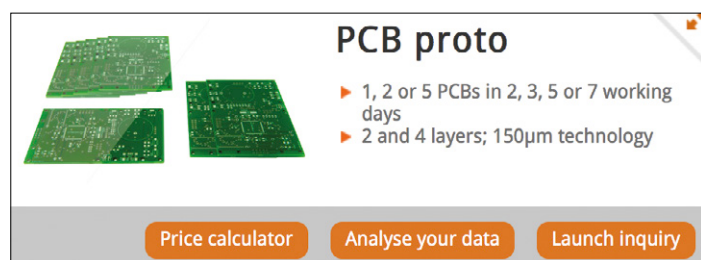 PCB proto
1, 2 or 5 PCBs in 2, 3, 5 or 7 working
days
2 and 4 layers; 150µm technology
Price calculator
Analyse your data
Launch inquiry